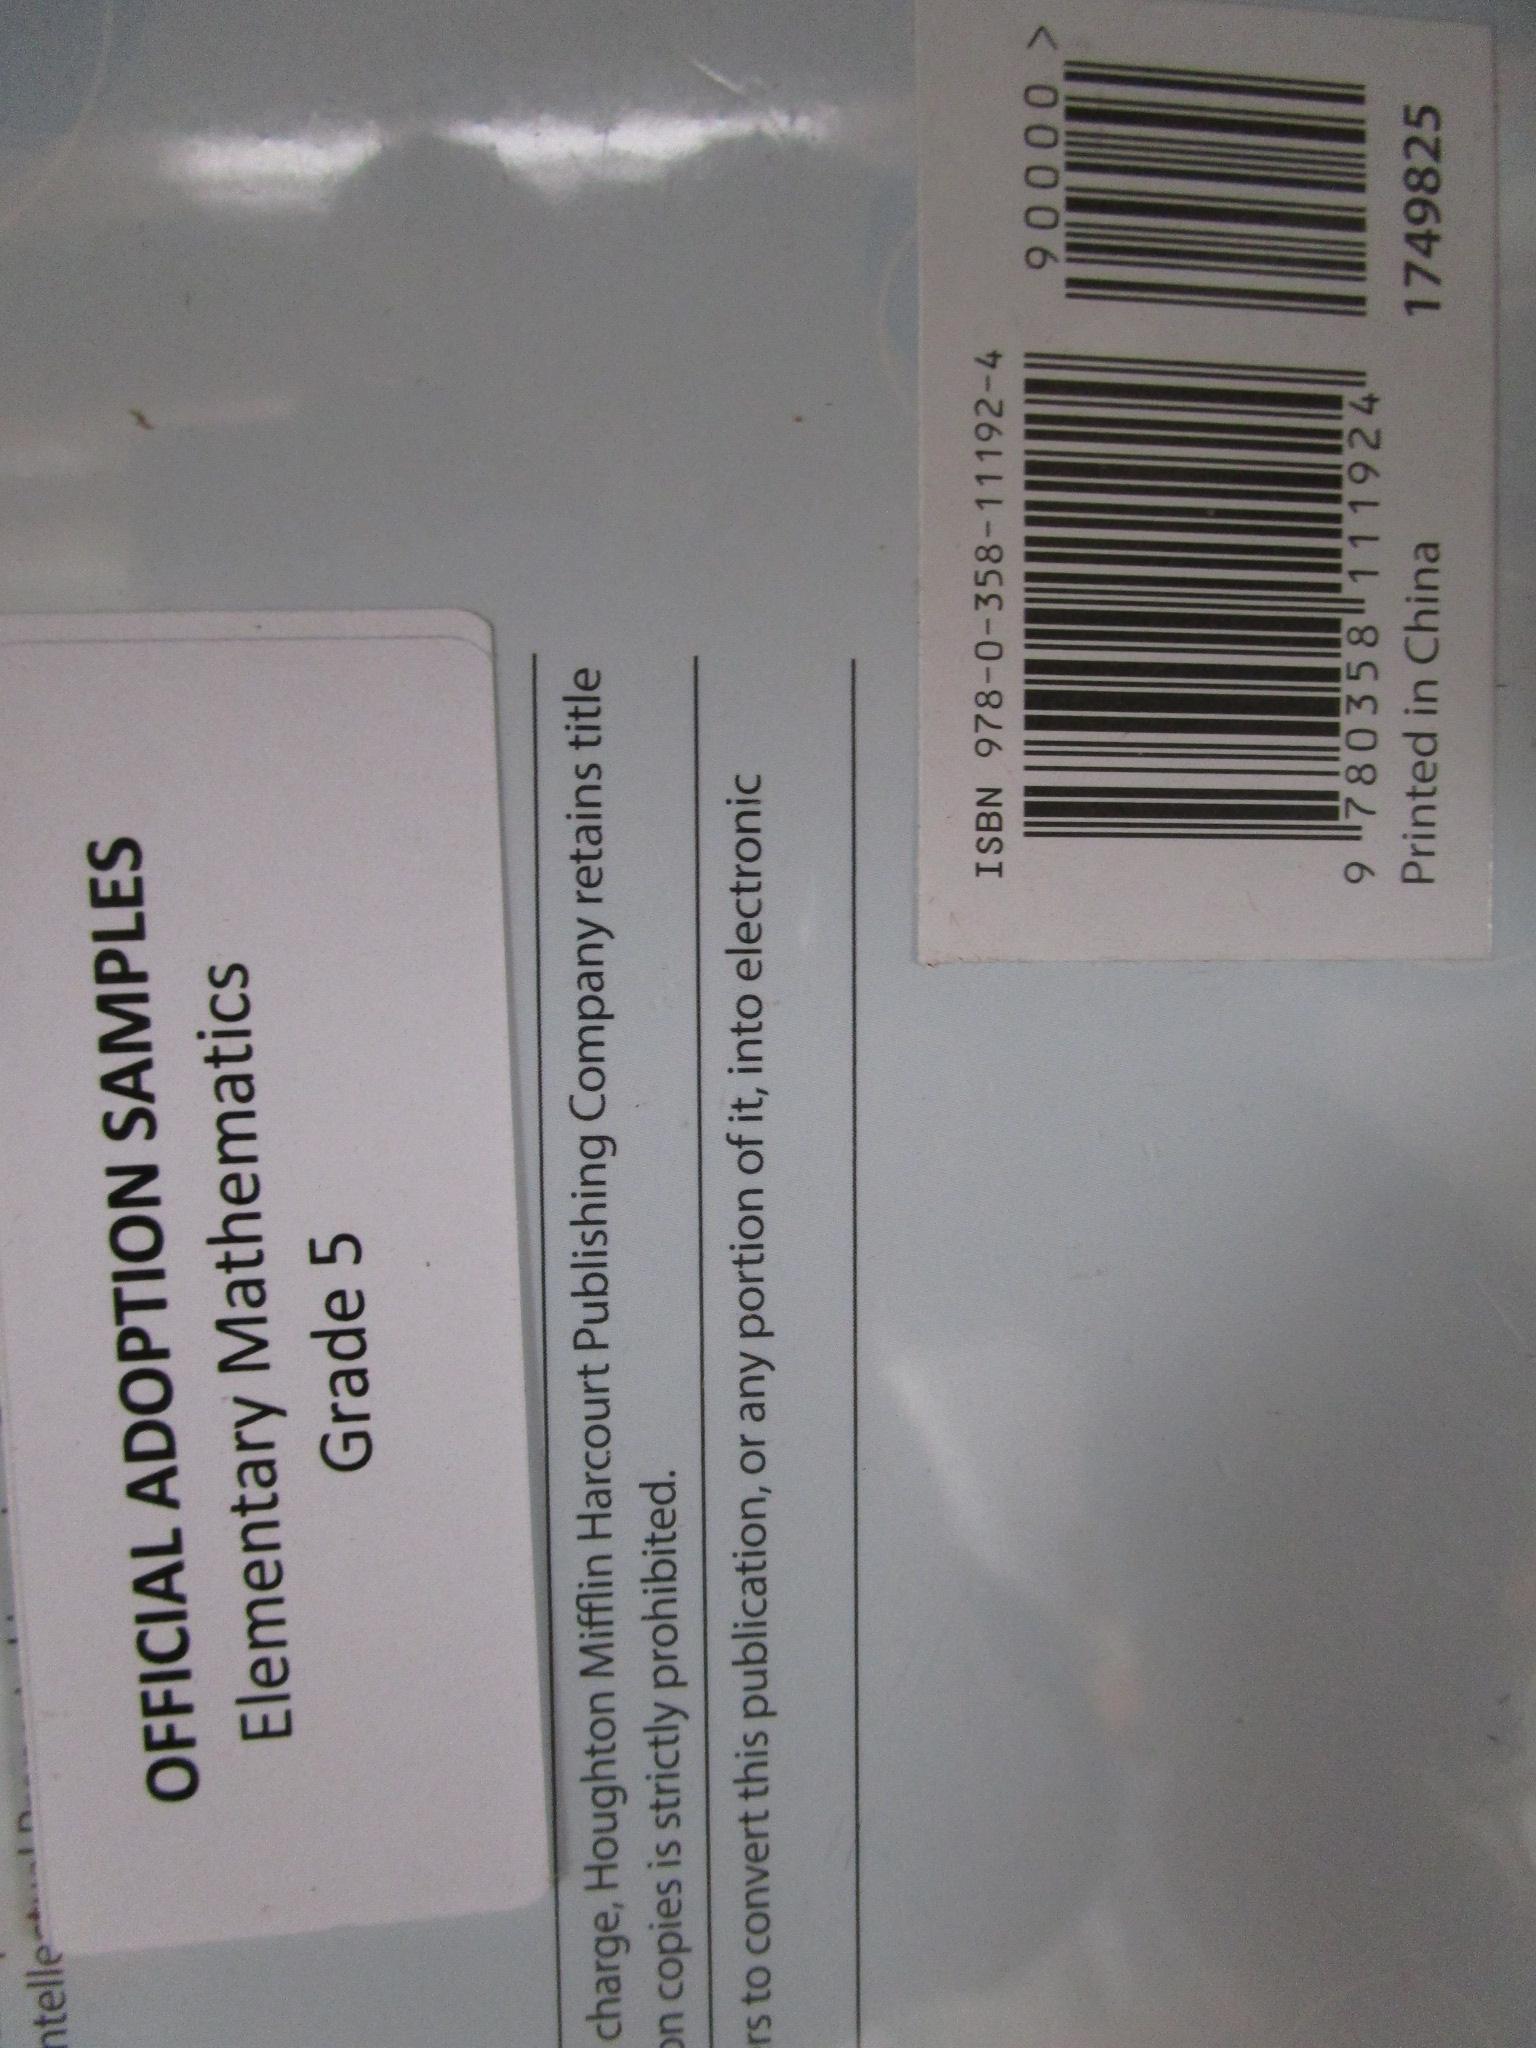 OFFICIAL ADOPTION SAMPLES
Elementary Mathematics
Grade 5
charge, Houghton Mifflin Harcourt Publishing Company retains title
on copies is strictly prohibited.
rs to convert this publication, or any portion of it, into electronic
ISBN 978-0-358-11192-4
90000 >
9 780358 111924
Printed in China
1749825